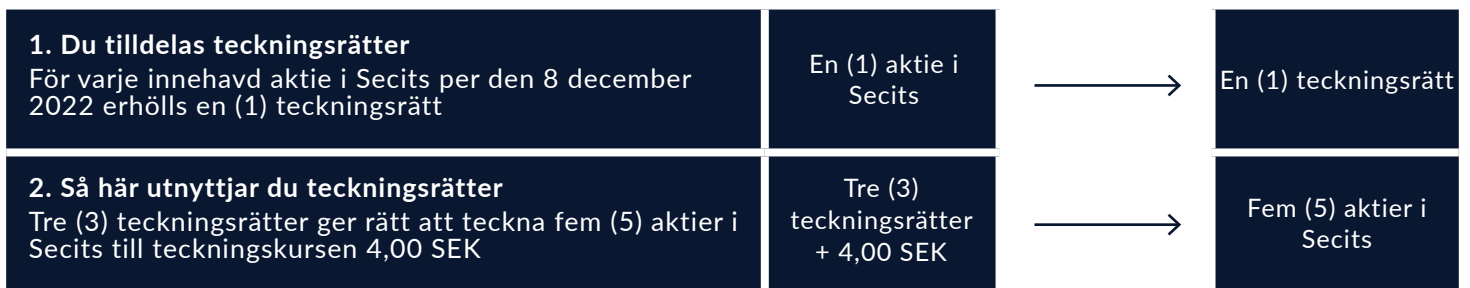 1. Du tilldelas teckningsrätter
För varje innehavd aktie i Secits per den 8 december
2022 erhölls en (1) teckningsrätt
En (1) aktie i
Secits
En (1) teckningsrätt
2. Så här utnyttjar du teckningsrätter
Tre (3) teckningsrätter ger rätt att teckna fem (5) aktier i
Secits till teckningskursen 4,00 SEK
Tre (3)
teckningsrätter
+ 4,00 SEK
Fem (5) aktier i
Secits